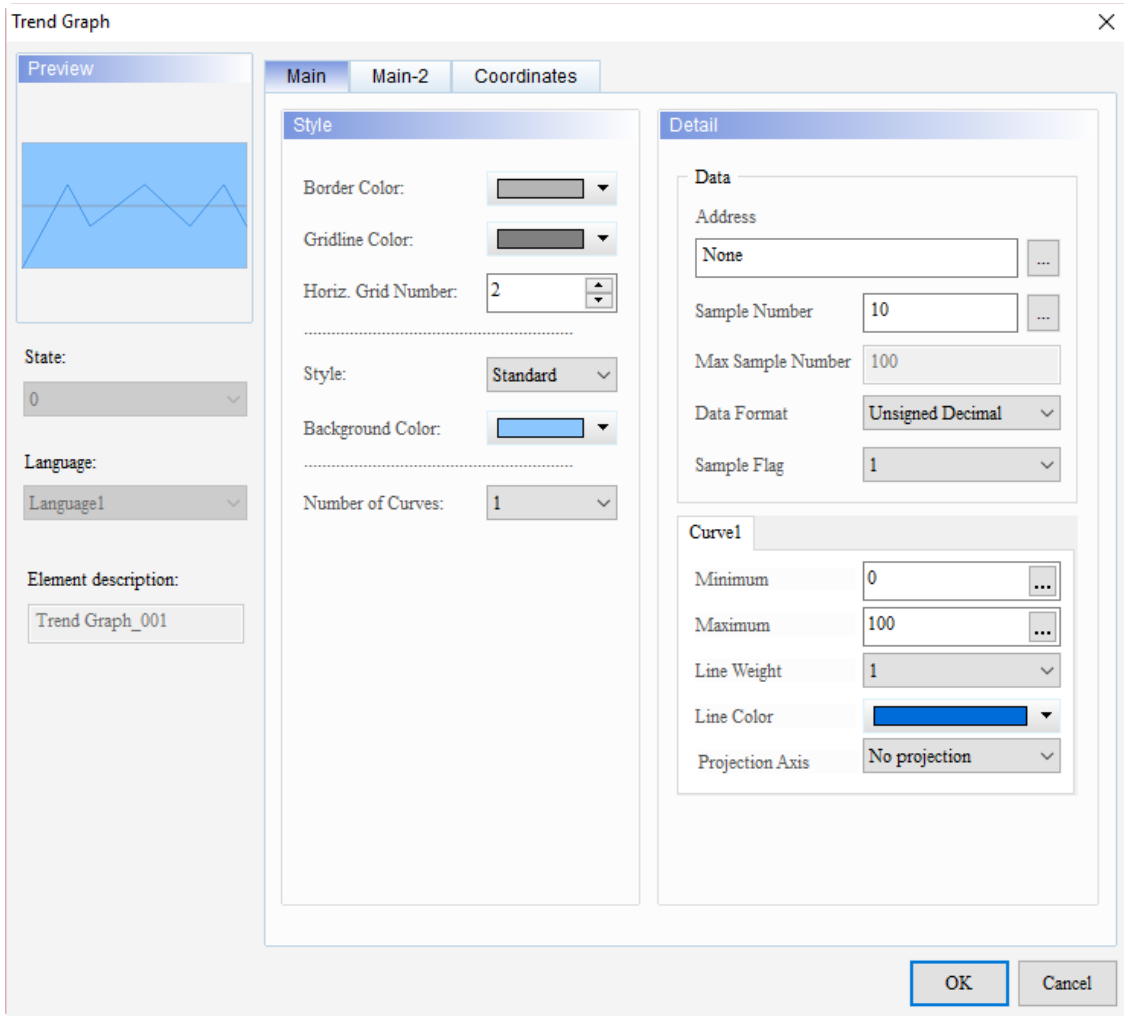 Trend Graph
Preview
State:
0
Language:
Language1
Element description:
Trend Graph_001
Main Main-2 Coordinates
Style
Border Color:
Gridline Color:
Horiz. Grid Number: 2
Style: Standard
Background Color:
Number of Curves: 1
Detail
Data
Address
None ...
Sample Number 10 ...
Max Sample Number 100
Data Format Unsigned Decimal
Sample Flag 1
Curve1
Minimum 0 ...
Maximum 100 ...
Line Weight 1
Line Color
Projection Axis No projection
OK Cancel